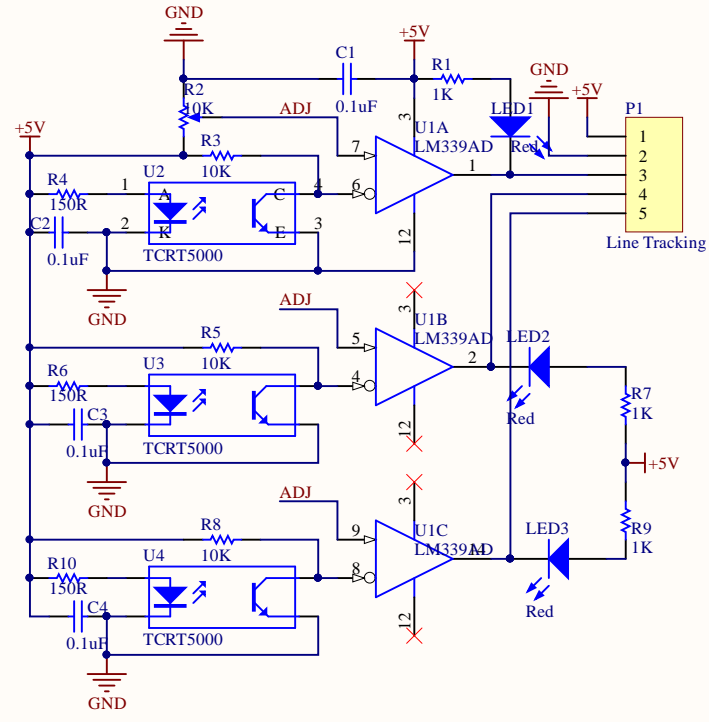 GND
+5V
C1
0.1uF
R1
1K
GND
+5V
P1
R2
10K
ADJ
3
U1A
LM339AD
LED1
Red
1
2
3
4
5
Line Tracking
+5V
R3
10K
7
6
1
12
R4
150R
1
2
U2
A
K
C
E
4
3
TCRT5000
C2
0.1uF
GND
ADJ
3
U1B
LM339AD
5
4
2
12
LED2
Red
R5
10K
R6
150R
U3
TCRT5000
C3
0.1uF
GND
R7
1K
+5V
R9
1K
ADJ
3
U1C
LM339AD
9
8
14
12
LED3
Red
R8
10K
R10
150R
U4
TCRT5000
C4
0.1uF
GND